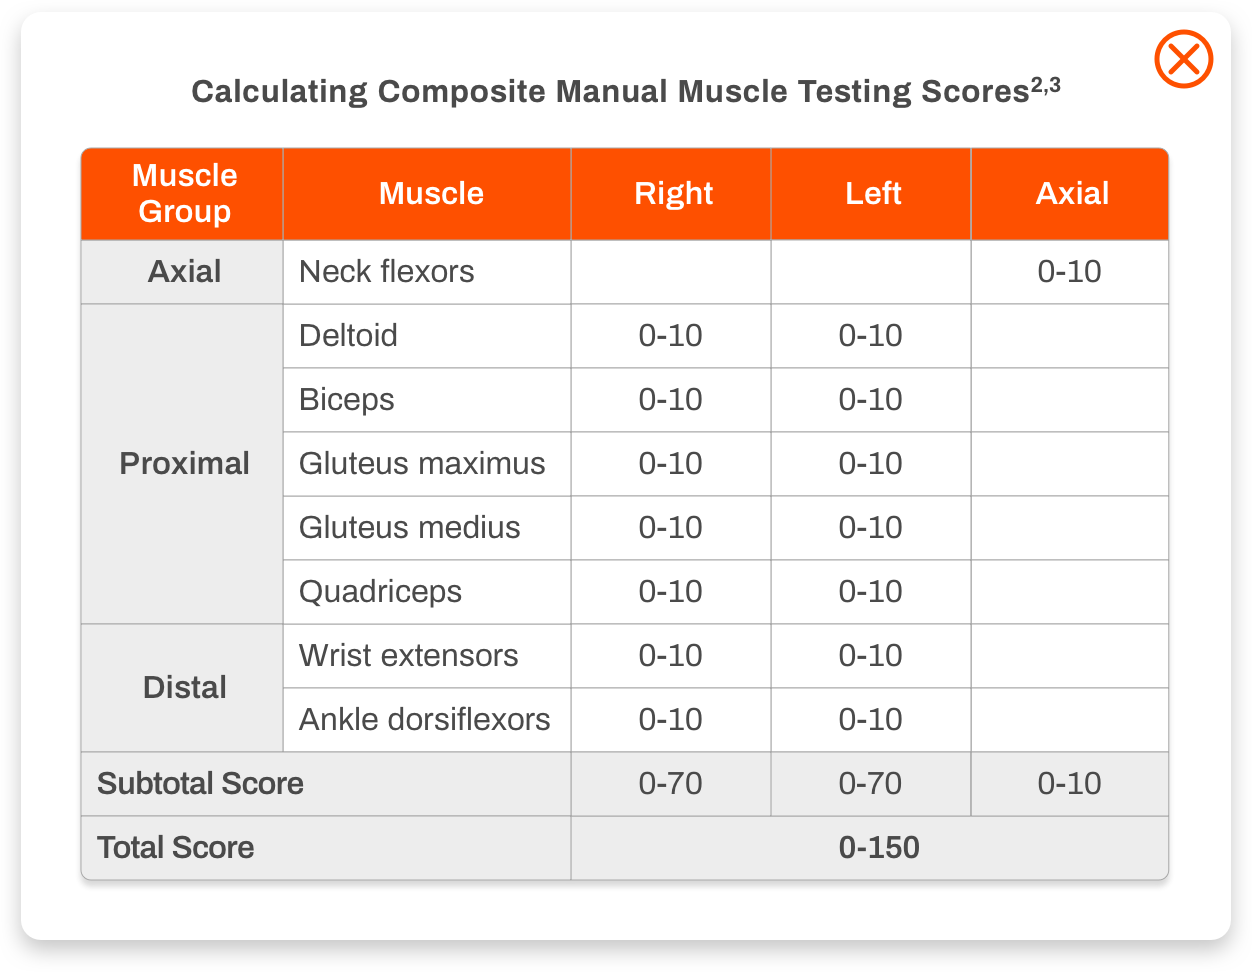 Calculating Composite Manual Muscle Testing Scores2,3
Muscle Group Muscle Right Left Axial
Axial Neck flexors 0-10
Proximal Deltoid 0-10 0-10
Biceps 0-10 0-10
Gluteus maximus 0-10 0-10
Gluteus medius 0-10 0-10
Quadriceps 0-10 0-10
Distal Wrist extensors 0-10 0-10
Ankle dorsiflexors 0-10 0-10
Subtotal Score 0-70 0-70 0-10
Total Score 0-150